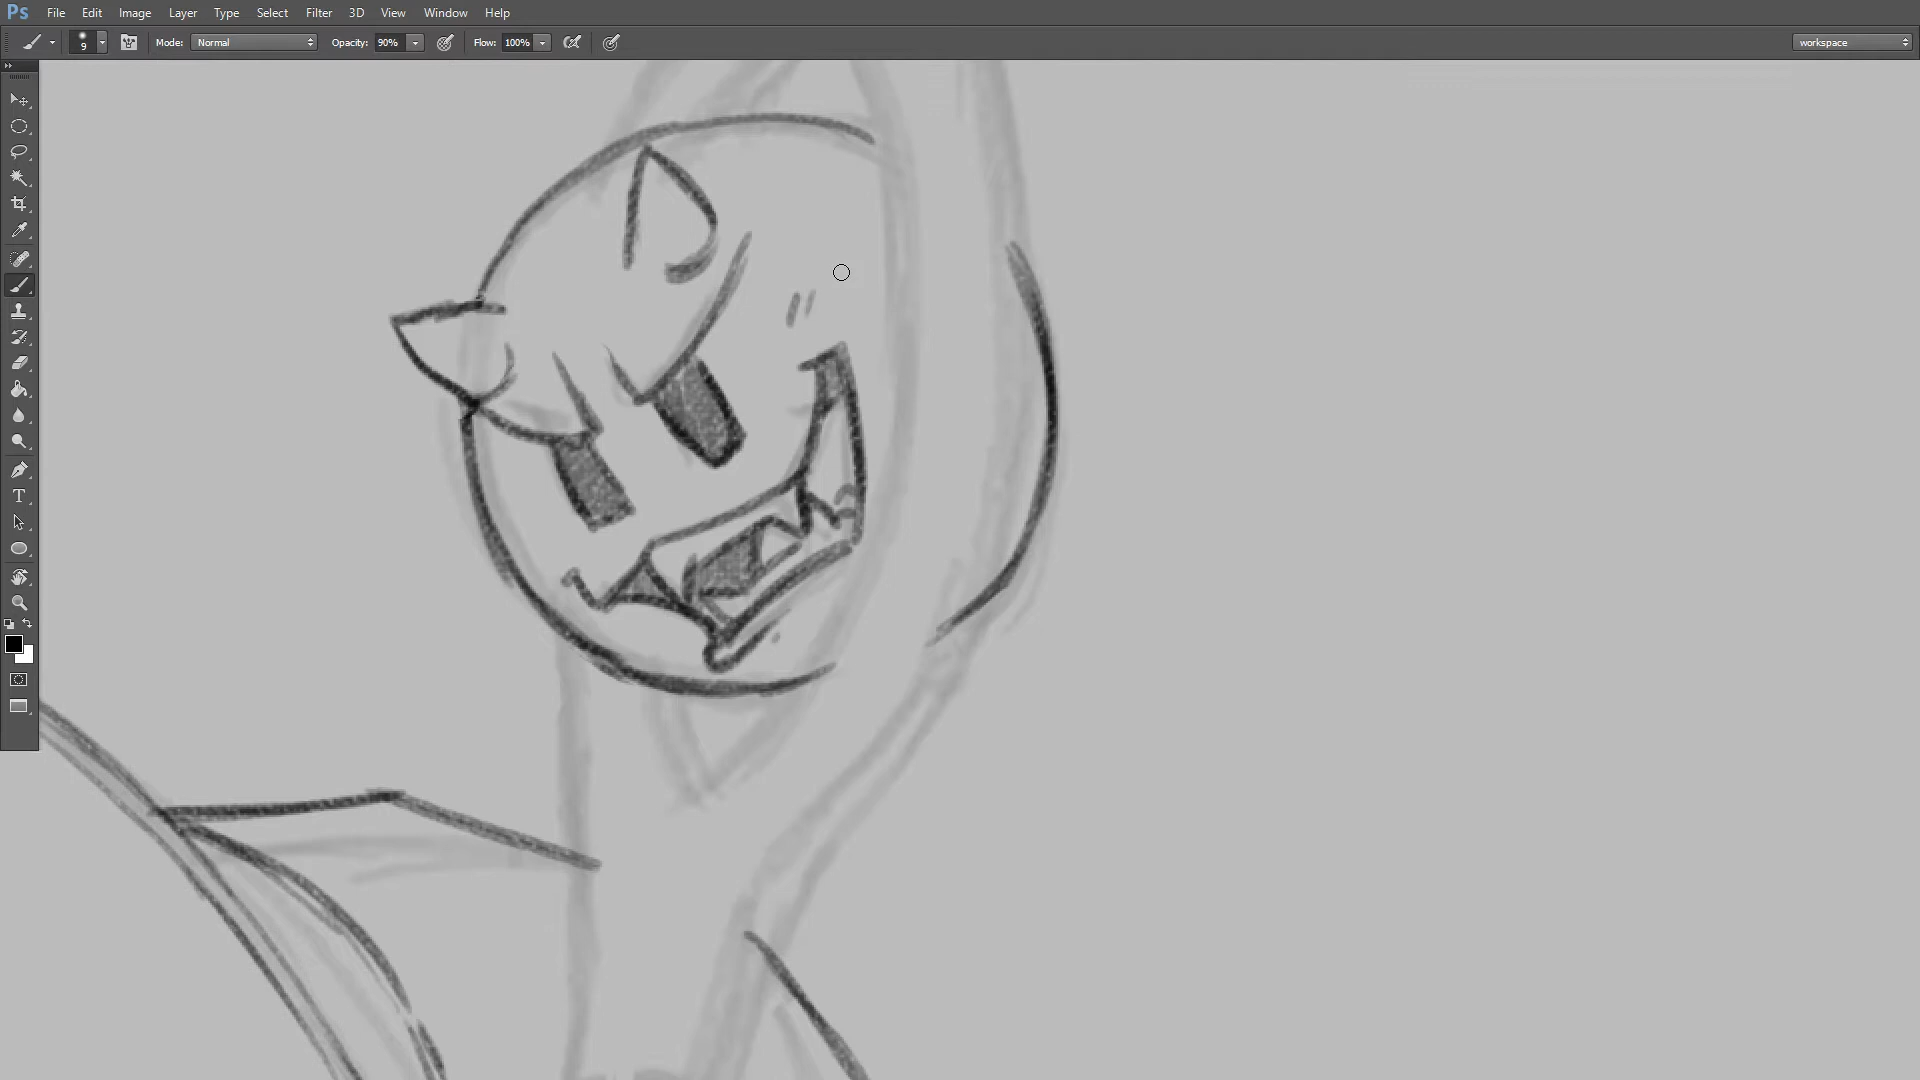 Ps File Edit Image Layer Type Select Filter 3D View Window Help
9 Mode: Normal Opacity: 90% Flow: 100% workspace
T